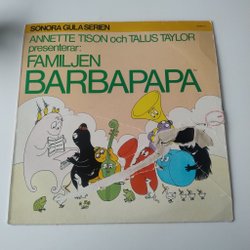 SONORA GULA SERIEN
ANNETTE TISON och TALUS TAYLOR
presenterar:
FAMILJEN
BARBAPAPA